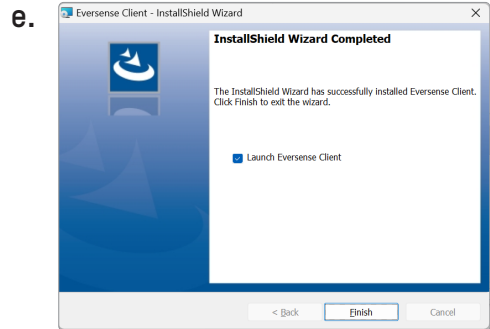 e.
Eversense Client - InstallShield Wizard
InstallShield Wizard Completed
The InstallShield Wizard has successfully installed Eversense Client.
Click Finish to exit the wizard.
Launch Eversense Client
< Back
Finish
Cancel